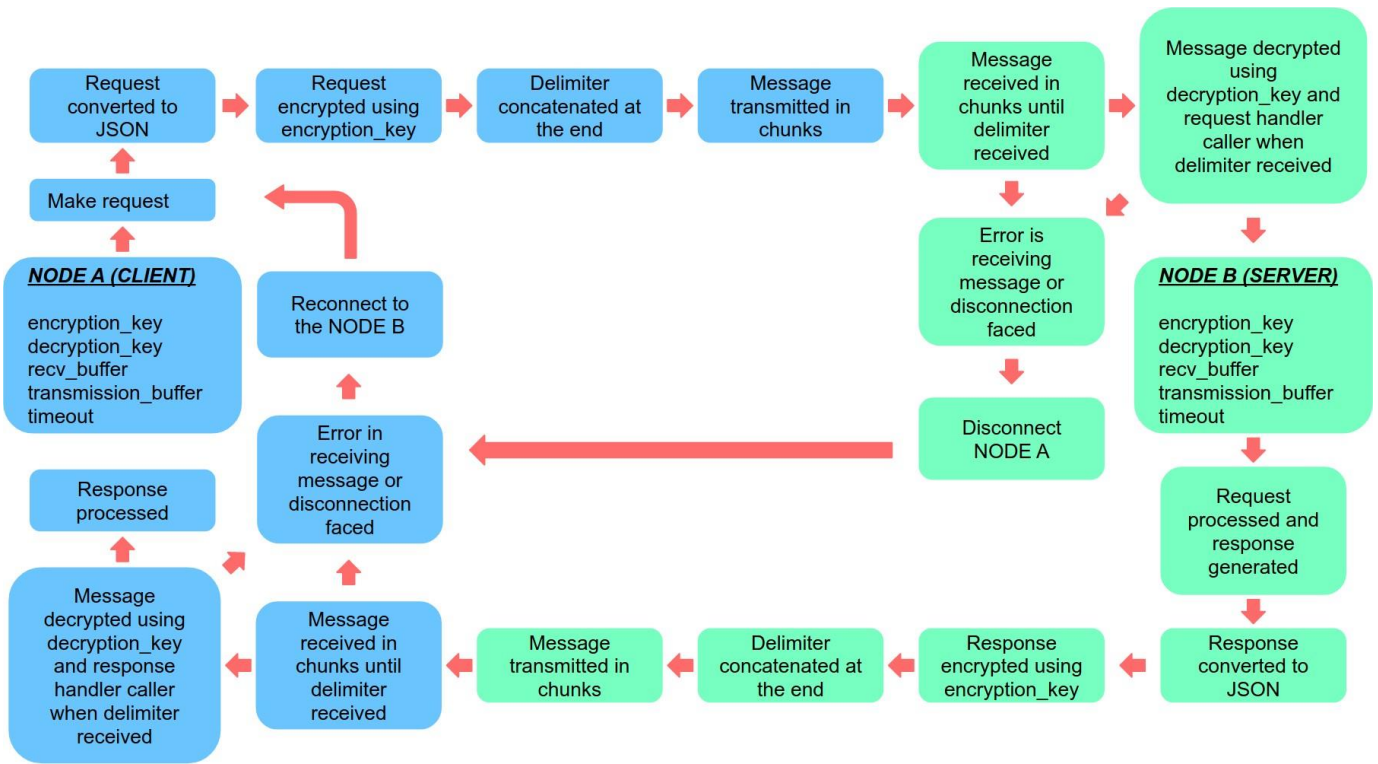 Request
converted to
JSON
Request
encrypted using
encryption_key
Delimiter
concatenated at
the end
Message
transmitted in
chunks
Message
received in
chunks until
delimiter
received
Message decrypted
using
decryption_key and
request handler
caller when
delimiter received
Make request
NODE A (CLIENT)
encryption_key
decryption_key
recv_buffer
transmission_buffer
timeout
Reconnect to
the NODE B
Error is
receiving
message or
disconnection
faced
NODE B (SERVER)
encryption_key
decryption_key
recv_buffer
transmission_buffer
timeout
Error in
receiving
message or
disconnection
faced
Disconnect
NODE A
Response
processed
Request
processed and
response
generated
Message
decrypted using
decryption_key
and response
handler caller
when delimiter
received
Message
received in
chunks until
delimiter
received
Message
transmitted in
chunks
Delimiter
concatenated at
the end
Response
encrypted using
encryption_key
Response
converted to
JSON